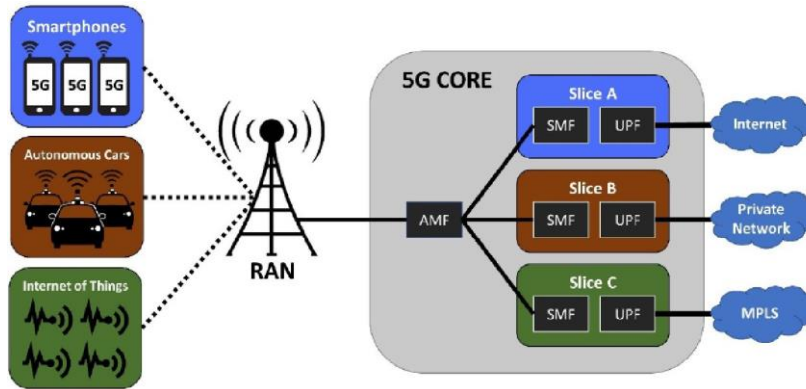 Smartphones
5G 5G 5G
Autonomous Cars
Internet of Things
RAN
5G CORE
AMF
Slice A
SMF UPF
Slice B
SMF UPF
Slice C
SMF UPF
Internet
Private
Network
MPLS